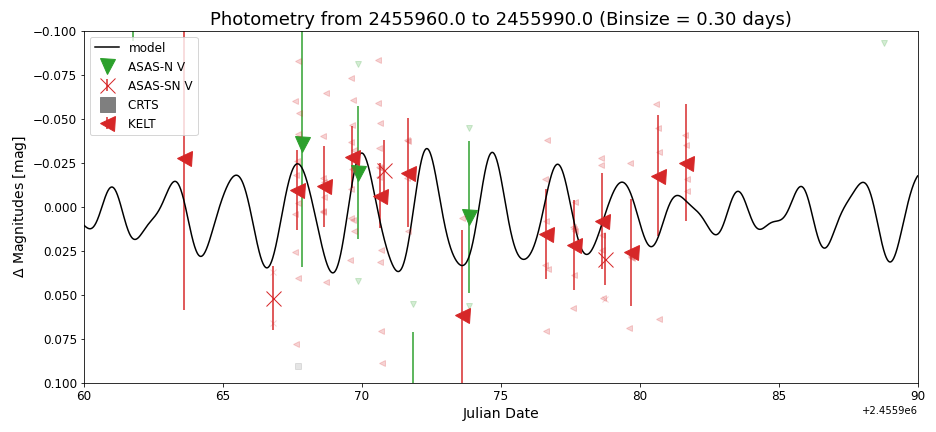 Photometry from 2455960.0 to 2455990.0 (Binsize = 0.30 days)
−0.100
−0.075
−0.050
−0.025
0.000
0.025
0.050
0.075
0.100
Δ Magnitudes [mag]
model
ASAS-N V
ASAS-SN V
CRTS
KELT
60 65 70 75 80 85 90
+2.4559e6
Julian Date